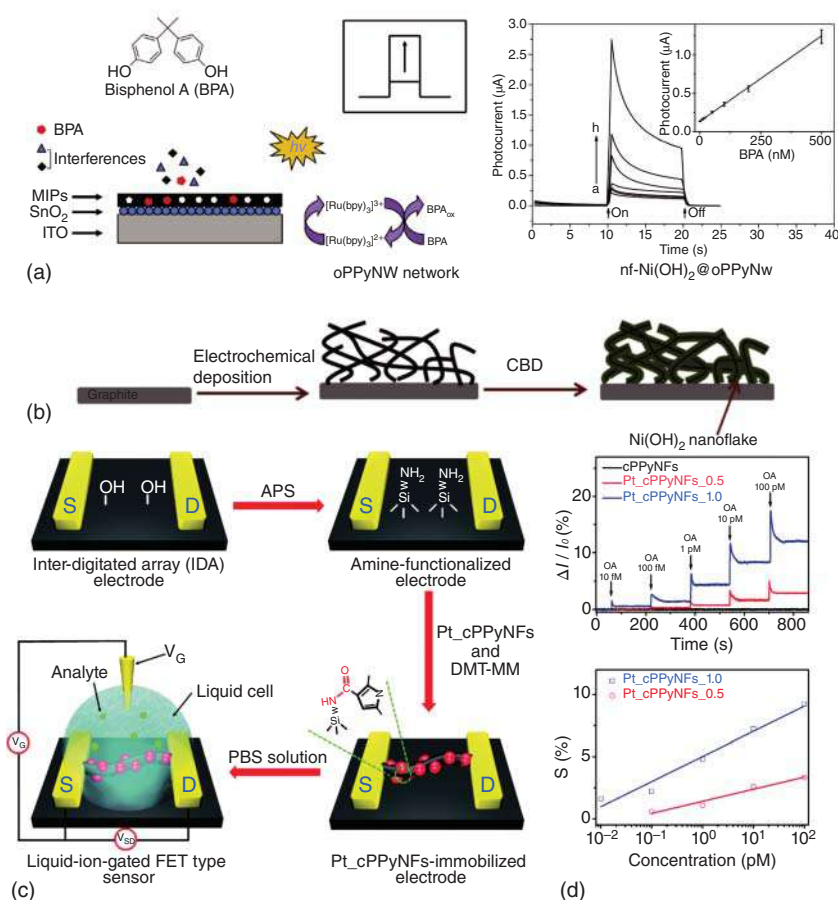 HO
OH
Bisphenol A (BPA)
BPA
Interferences
hν
MIPs
SnO2
ITO
[Ru(bpy)3]3+
[Ru(bpy)3]2+
BPAox
BPA
(a)
oPPyNW network
Photocurrent (μA)
3.0
2.5
2.0
1.5
1.0
0.5
0.0
h
a
On
Off
0 5 10 15 20 25 30 35 40
Time (s)
Photocurrent (μA)
1.0
0.5
0.0
0 250 500
BPA (nM)
nf-Ni(OH)2@oPPyNw
Graphite
Electrochemical
deposition
CBD
Ni(OH)2 nanoflake
(b)
S
OH OH
D
Inter-digitated array (IDA)
electrode
APS
S
NH2 NH2
Si Si
D
Amine-functionalized
electrode
Pt_cPPyNFs
and
DMT-MM
O
C
HN
N
Si
S
D
Pt_cPPyNFs-immobilized
electrode
PBS solution
VG
Analyte
Liquid cell
VG
S
D
VSD
Liquid-ion-gated FET type
sensor
(c)
cPPyNFs
Pt_cPPyNFs_0.5
Pt_cPPyNFs_1.0
ΔI / I0 (%)
20
10
0
OA
10 fM
OA
100 fM
OA
1 pM
OA
10 pM
OA
100 pM
0 200 400 600 800
Time (s)
Pt_cPPyNFs_1.0
Pt_cPPyNFs_0.5
S (%)
10
5
0
10−2 10−1 100 101 102
Concentration (pM)
(d)